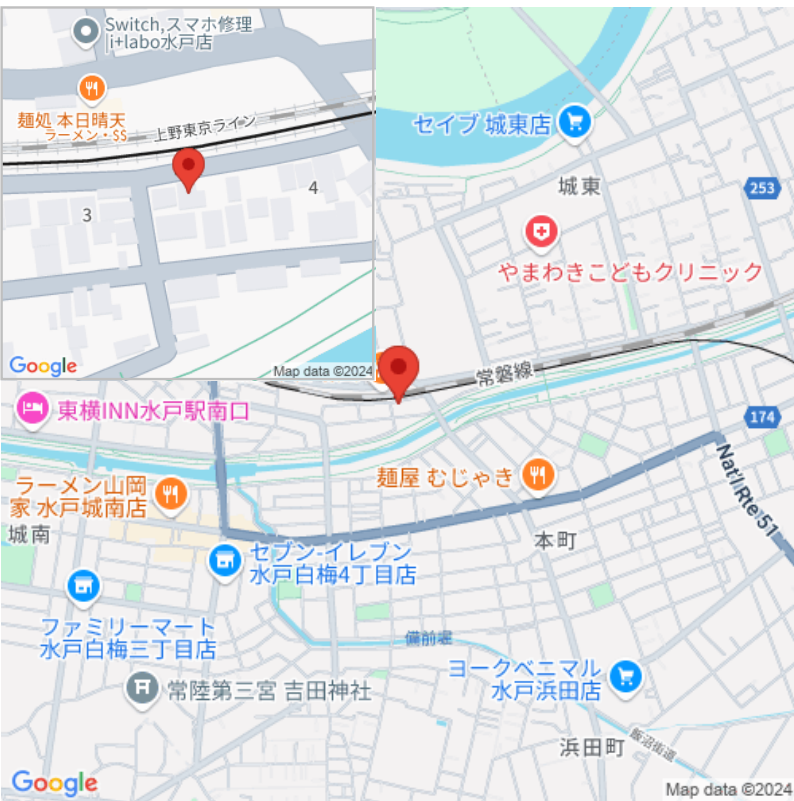 Switch,スマホ修理
i+labo水戸店
麺処 本日晴天
ラーメン・$$
上野東京ライン
3
4
Google
Map data ©2024
セイブ 城東店
城東
253
やまわきこどもクリニック
常磐線
東横INN水戸駅南口
174
Nat'l Rte 51
麺屋 むじゃき
ラーメン山岡
家 水戸城南店
城南
本町
セブン-イレブン
水戸白梅4丁目店
ファミリーマート
水戸白梅三丁目店
備前堀
ヨークベニマル
水戸浜田店
常陸第三宮 吉田神社
飯沼街道
浜田町
Google
Map data ©2024